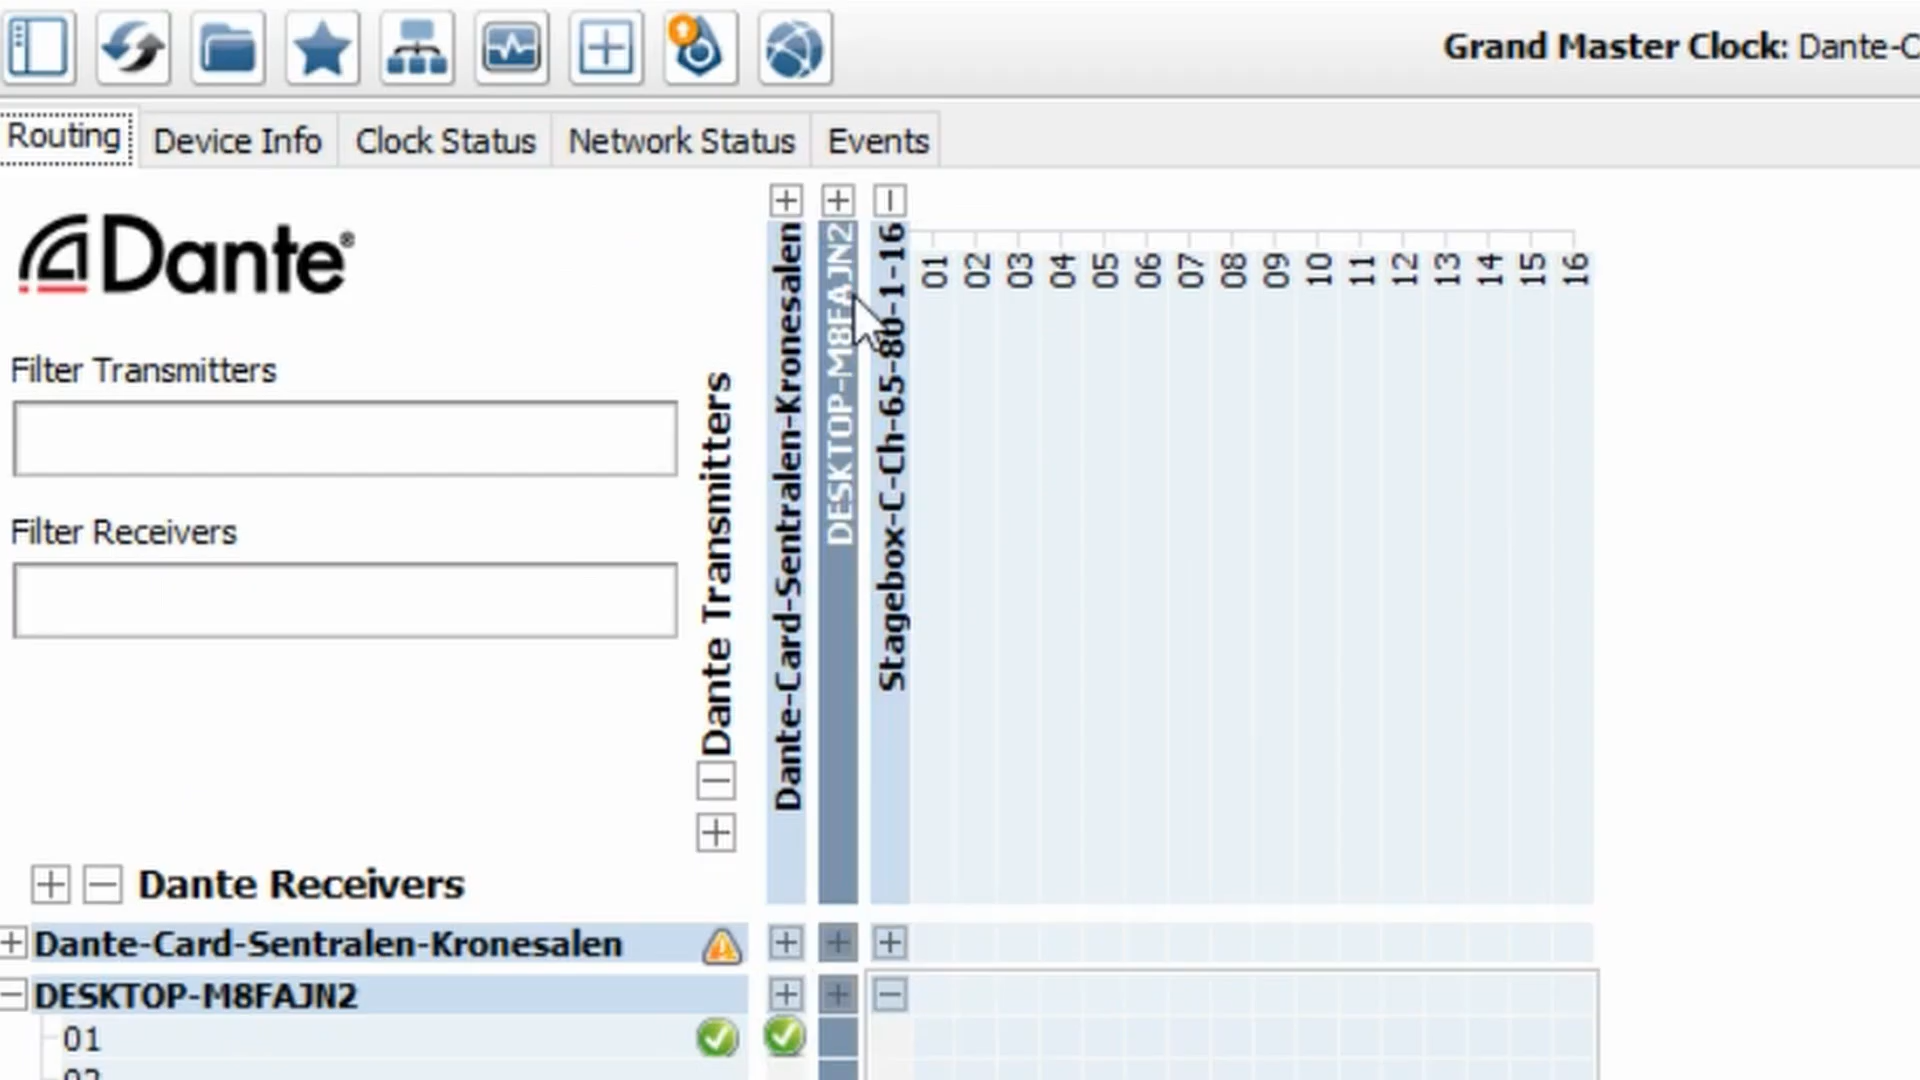 Grand Master Clock: Dante-C
Routing
Device Info
Clock Status
Network Status
Events
Dante®
Filter Transmitters
Filter Receivers
Dante Transmitters
Dante-Card-Sentralen-Kronesalen
DESKTOP-M8FAJN2
Stagebox-C-Ch-65-80-1-16
01
02
03
04
05
06
07
08
09
10
11
12
13
14
15
16
Dante Receivers
Dante-Card-Sentralen-Kronesalen
DESKTOP-M8FAJN2
01